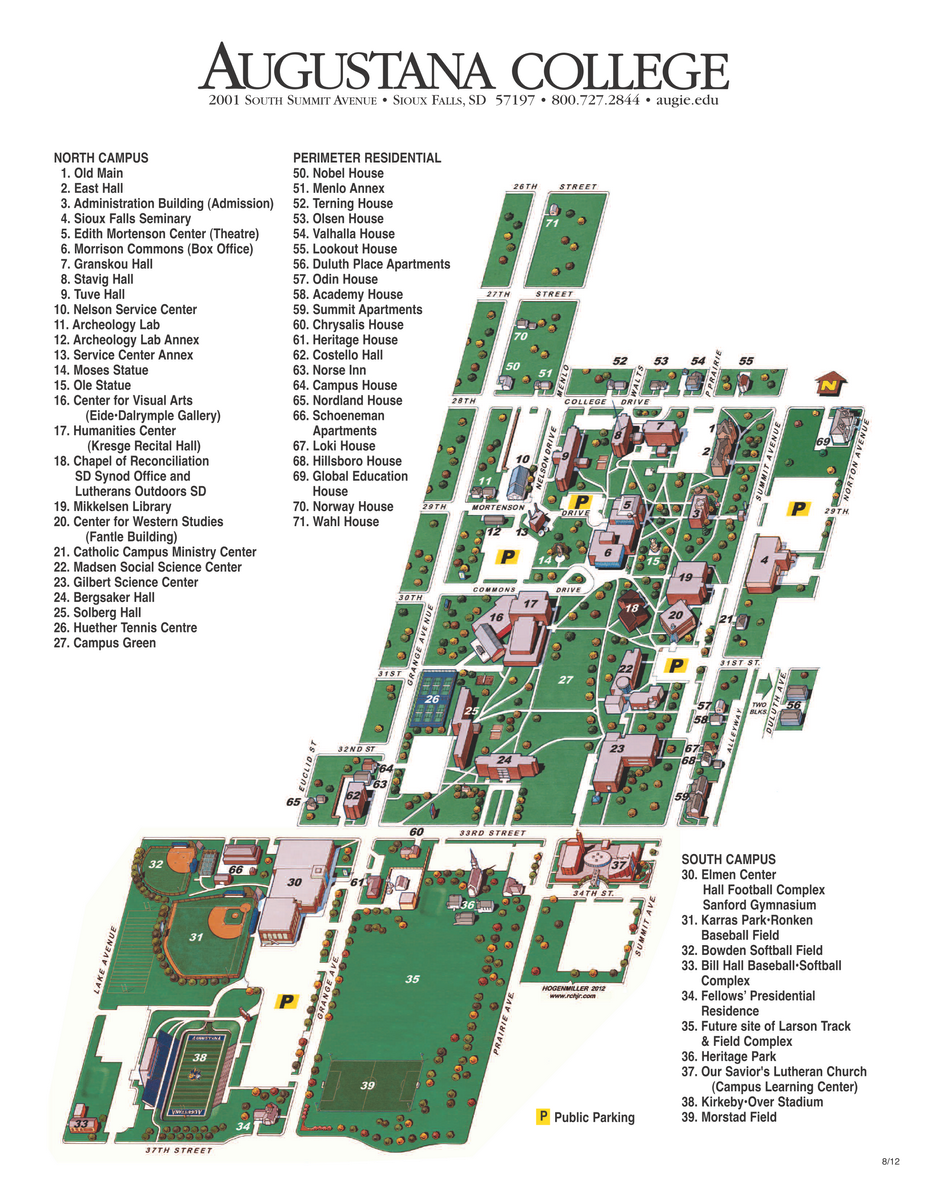 AUGUSTANA COLLEGE
2001 SOUTH SUMMIT AVENUE • SIOUX FALLS, SD 57197 • 800.727.2844 • augie.edu
NORTH CAMPUS
1. Old Main
2. East Hall
3. Administration Building (Admission)
4. Sioux Falls Seminary
5. Edith Mortenson Center (Theatre)
6. Morrison Commons (Box Office)
7. Granskou Hall
8. Stavig Hall
9. Tuve Hall
10. Nelson Service Center
11. Archeology Lab
12. Archeology Lab Annex
13. Service Center Annex
14. Moses Statue
15. Ole Statue
16. Center for Visual Arts
(Eide•Dalrymple Gallery)
17. Humanities Center
(Kresge Recital Hall)
18. Chapel of Reconciliation
SD Synod Office and
Lutherans Outdoors SD
19. Mikkelsen Library
20. Center for Western Studies
(Fantle Building)
21. Catholic Campus Ministry Center
22. Madsen Social Science Center
23. Gilbert Science Center
24. Bergsaker Hall
25. Solberg Hall
26. Huether Tennis Centre
27. Campus Green
PERIMETER RESIDENTIAL
50. Nobel House
51. Menlo Annex
52. Terning House
53. Olsen House
54. Valhalla House
55. Lookout House
56. Duluth Place Apartments
57. Odin House
58. Academy House
59. Summit Apartments
60. Chrysalis House
61. Heritage House
62. Costello Hall
63. Norse Inn
64. Campus House
65. Nordland House
66. Schoeneman
Apartments
67. Loki House
68. Hillsboro House
69. Global Education
House
70. Norway House
71. Wahl House
26TH STREET
71
27TH STREET
70
50
51
MENLO
52
WALTS
53
54
P PRAIRIE
55
N
28TH
COLLEGE DRIVE
69
NORTON AVENUE
SUMMIT AVENUE
1
2
7
8
9
10
NELSON DRIVE
11
29TH
MORTENSON DRIVE
P
5
3
P
29TH
12
13
P
14
6
15
4
19
30TH
COMMONS DRIVE
GRANGE AVENUE
17
16
18
20
21
31ST
26
25
27
22
P
31ST ST.
TWO
BLKS.
DULUTH AVE.
56
57
58
ALLEYWAY
67
68
59
23
24
EUCLID ST
32ND ST
64
63
62
65
60
33RD STREET
32
66
30
61
31
36
37
34TH ST.
SUMMIT AVE.
LAKE AVENUE
P
GRANGE AVE.
35
PRAIRIE AVE.
HOGENMILLER 2012
www.rchjr.com
AUGUSTANA
38
39
33
34
37TH STREET
SOUTH CAMPUS
30. Elmen Center
Hall Football Complex
Sanford Gymnasium
31. Karras Park•Ronken
Baseball Field
32. Bowden Softball Field
33. Bill Hall Baseball•Softball
Complex
34. Fellows' Presidential
Residence
35. Future site of Larson Track
& Field Complex
36. Heritage Park
37. Our Savior's Lutheran Church
(Campus Learning Center)
38. Kirkeby•Over Stadium
39. Morstad Field
P Public Parking
8/12